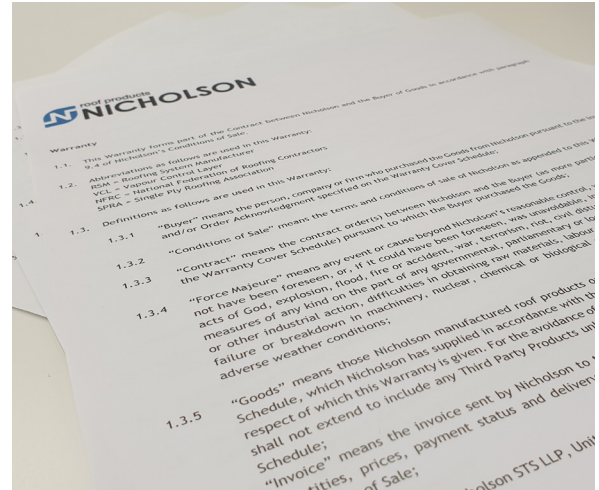 roof products
NICHOLSON
Warranty
1.1. This Warranty forms part of the Contract between Nicholson and the Buyer of Goods in accordance with paragraph
9.4 of Nicholson's Conditions of Sale.
1.2. Abbreviations as follows are used in this Warranty;
RSM = Roofing System Manufacturer
VCL = Vapour Control Layer
NFRC = National Federation of Roofing Contractors
SPRA = Single Ply Roofing Association
1.3. Definitions as follows are used in this Warranty;
1.3.1 "Buyer" means the person, company or firm who purchased the Goods from Nicholson pursuant to the
and/or Order Acknowledgment specified on the Warranty Cover Schedule;
1.3.2 "Conditions of Sale" means the terms and conditions of sale of Nicholson as appended to this
1.3.3 "Contract" means the contract order(s) between Nicholson and the Buyer (as more
the Warranty Cover Schedule) pursuant to which the Buyer purchased the Goods;
1.3.4 "Force Majeure" means any event or cause beyond Nicholson's reasonable control,
not have been foreseen, or, if it could have been foreseen, was unavoidable,
acts of God, explosion, flood, fire or accident, war, terrorism, riot, civil
measures of any kind on the part of any governmental, parliamentary or
or other industrial action, difficulties in obtaining raw materials, labour
failure or breakdown in machinery, nuclear, chemical or biological
adverse weather conditions;
1.3.5 "Goods" means those Nicholson manufactured roof products
Schedule, which Nicholson has supplied in accordance with
respect of which this Warranty is given. For the avoidance of
shall not extend to include any Third Party Products
Schedule;
"Invoice" means the invoice sent by Nicholson to
prices, payment status and
of Sale;
STS LLP,